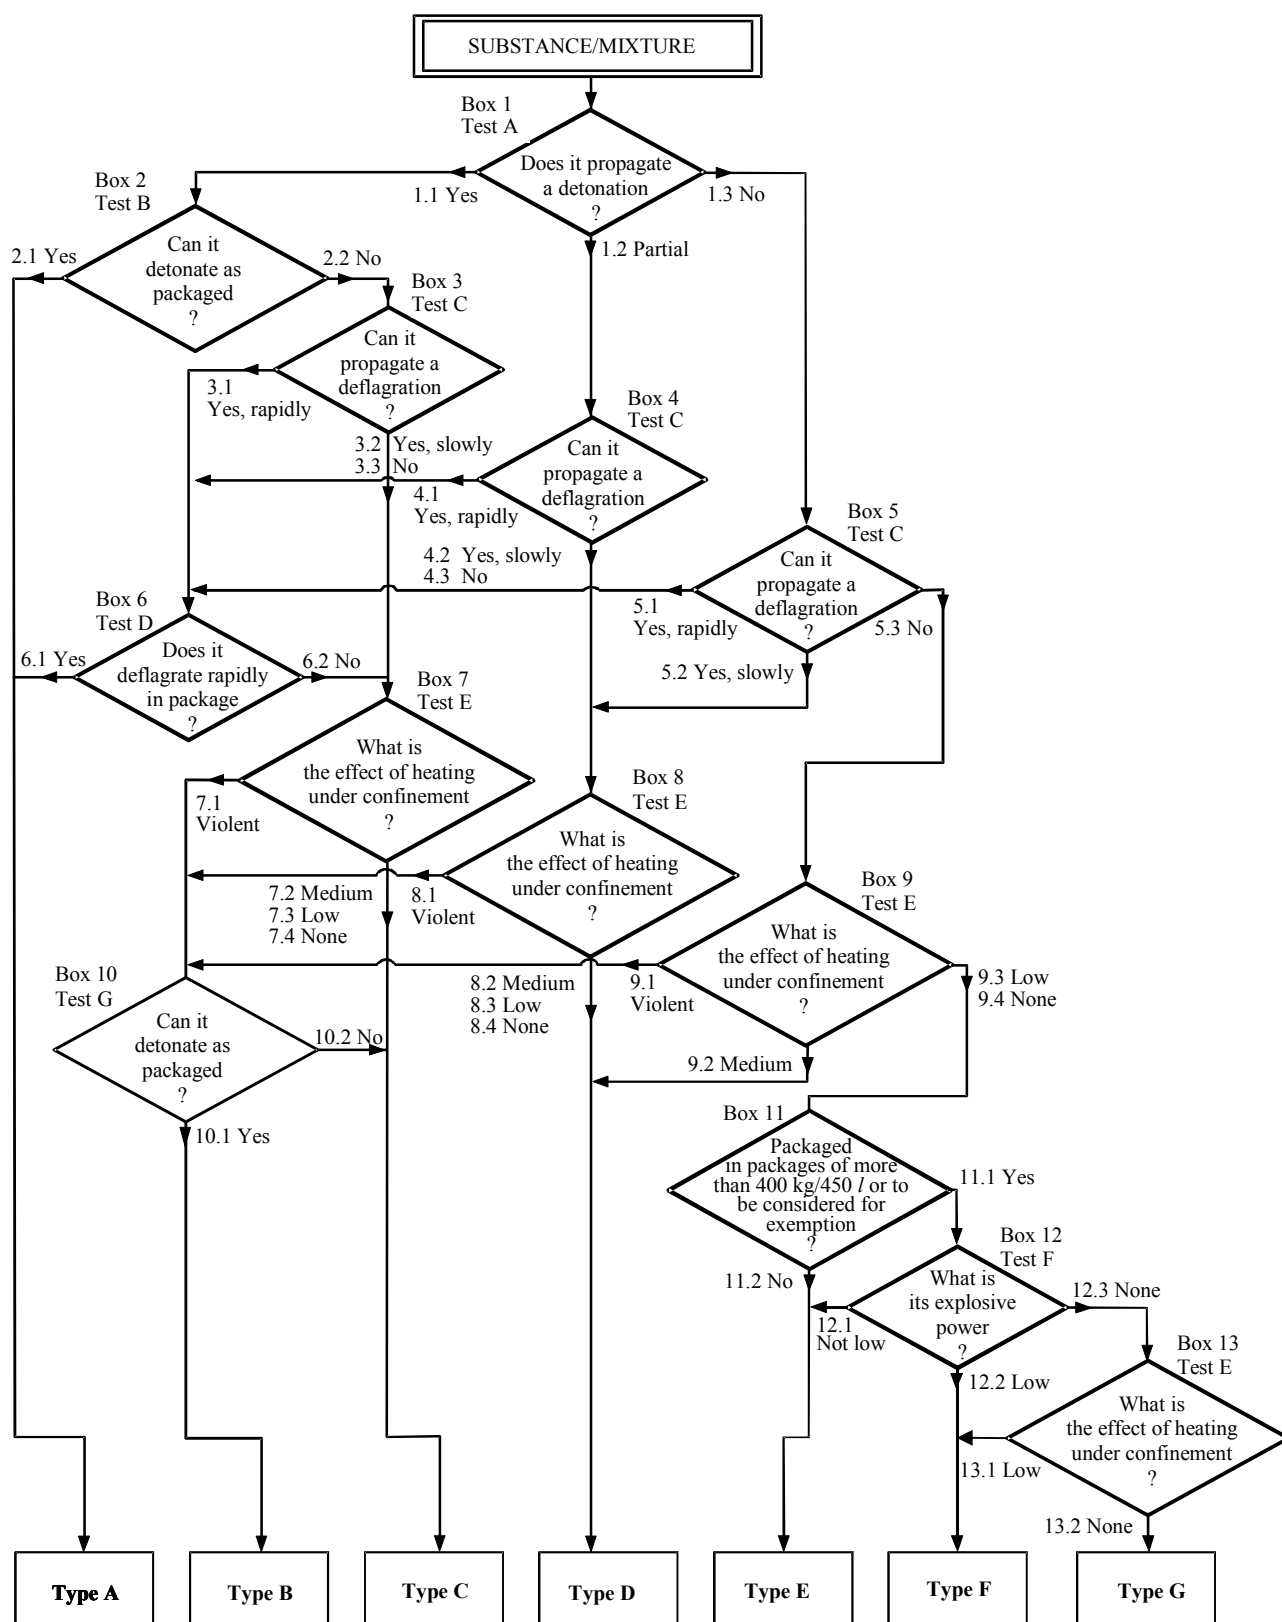 SUBSTANCE/MIXTURE
Box 1
Test A
Does it propagate
a detonation
?
1.1 Yes
1.3 No
1.2 Partial
Box 2
Test B
Can it
detonate as
packaged
?
2.1 Yes
2.2 No
Box 3
Test C
Can it
propagate a
deflagration
?
3.1
Yes, rapidly
3.2 Yes, slowly
3.3 No
Box 4
Test C
Can it
propagate a
deflagration
?
4.1
Yes, rapidly
4.2 Yes, slowly
4.3 No
Box 5
Test C
Can it
propagate a
deflagration
?
5.1
Yes, rapidly
5.3 No
5.2 Yes, slowly
Box 6
Test D
Does it
deflagrate rapidly
in package
?
6.1 Yes
6.2 No
Box 7
Test E
What is
the effect of heating
under confinement
?
7.1
Violent
7.2 Medium
7.3 Low
7.4 None
Box 8
Test E
What is
the effect of heating
under confinement
?
8.1
Violent
8.2 Medium
8.3 Low
8.4 None
Box 9
Test E
What is
the effect of heating
under confinement
?
9.1
Violent
9.3 Low
9.4 None
9.2 Medium
Box 10
Test G
Can it
detonate as
packaged
?
10.2 No
10.1 Yes
Box 11
Packaged
in packages of more
than 400 kg/450 l or to
be considered for
exemption
?
11.1 Yes
11.2 No
Box 12
Test F
What is
its explosive
power
?
12.1
Not low
12.3 None
12.2 Low
Box 13
Test E
What is
the effect of heating
under confinement
?
13.1 Low
13.2 None
Type A
Type B
Type C
Type D
Type E
Type F
Type G